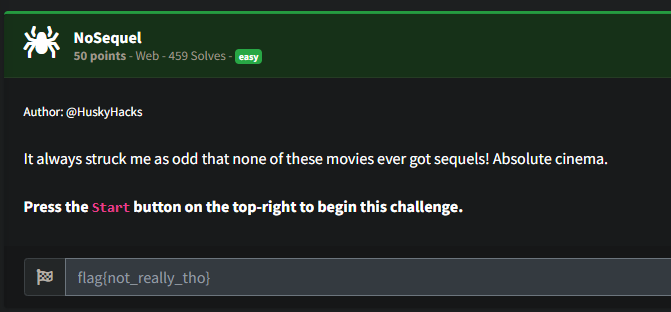 NoSequel
50 points - Web - 459 Solves - easy
Author: @HuskyHacks
It always struck me as odd that none of these movies ever got sequels! Absolute cinema.
Press the Start button on the top-right to begin this challenge.
flag{not_really_tho}